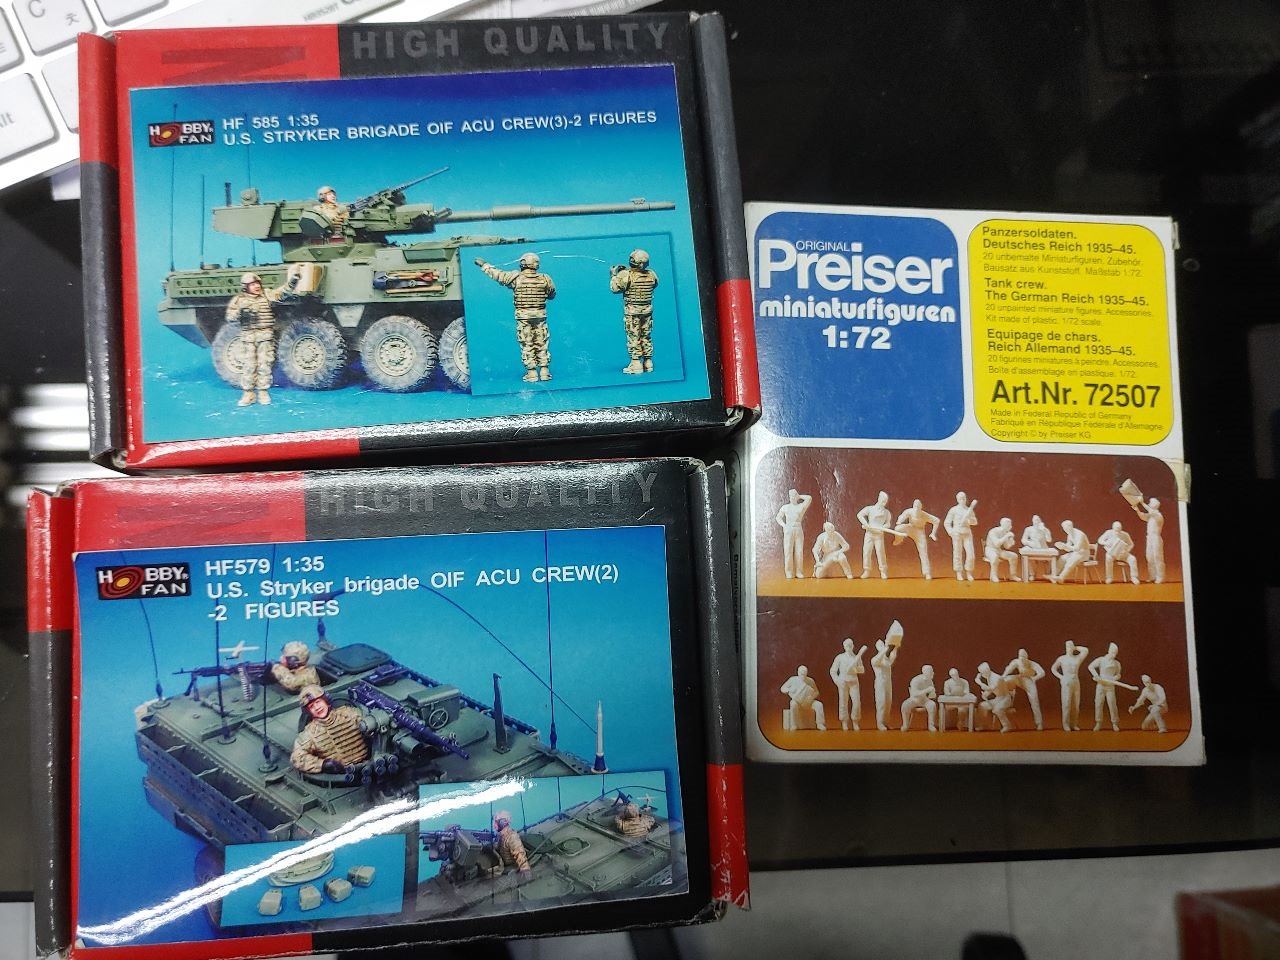 Alt
HIGH QUALITY
HOBBY FAN
HF 585 1:35
U.S. STRYKER BRIGADE OIF ACU CREW(3)-2 FIGURES
HIGH QUALITY
HOBBY FAN
HF579 1:35
U.S. Stryker brigade OIF ACU CREW(2)
-2 FIGURES
ORIGINAL
Preiser
miniaturfiguren
1:72
Panzersoldaten.
Deutsches Reich 1935–45.
20 unbemalte Miniaturfiguren. Zubehör.
Bausatz aus Kunststoff. Maßstab 1:72.
Tank crew.
The German Reich 1935–45.
20 unpainted miniature figures. Accessories.
Kit made of plastic. 1/72 scale.
Equipage de chars.
Reich Allemand 1935–45.
20 figurines miniatures à peindre. Accessoires.
Boîte d'assemblage en plastique. 1/72.
Art.Nr. 72507
Made in Federal Republic of Germany
Fabriqué en République Fédérale d'Allemagne
Copyright © by Preiser KG